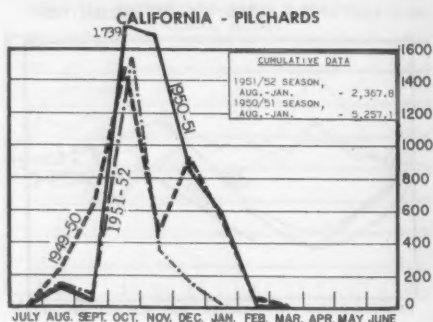 CALIFORNIA - PILCHARDS
1.739
1600
CUMULATIVE DATA
1951/52 SEASON,
AUG.-JAN. - 2,367.8
1950/51 SEASON,
AUG.-JAN. - 5,257.1
1400
1200
1000
800
600
400
200
0
1949-50
1951-52
1950-51
JULY AUG. SEPT. OCT. NOV. DEC. JAN. FEB. MAR. APR. MAY JUNE